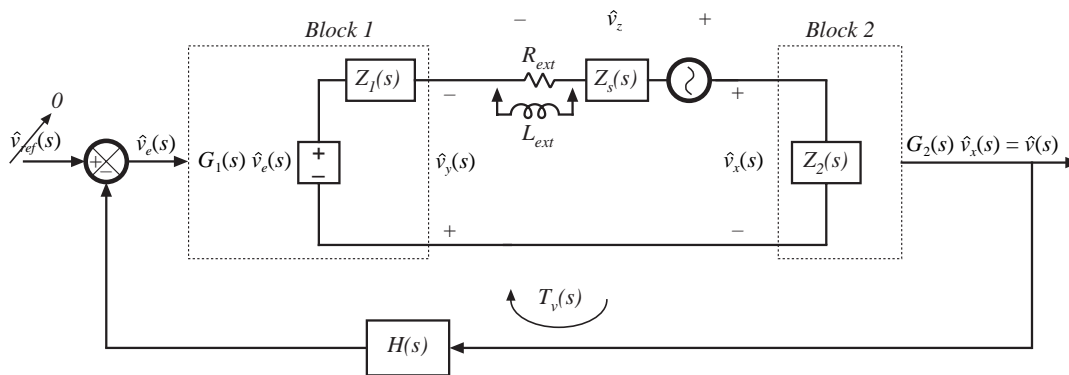 Block 1
− v̂z +
Block 2
Rext
Z1(s)
Zs(s)
− +
Lext
0
v̂ref(s)
v̂e(s)
+
−
G1(s) v̂e(s)
+
−
v̂y(s)
v̂x(s)
Z2(s)
G2(s) v̂x(s) = v̂(s)
+ −
Tv(s)
H(s)